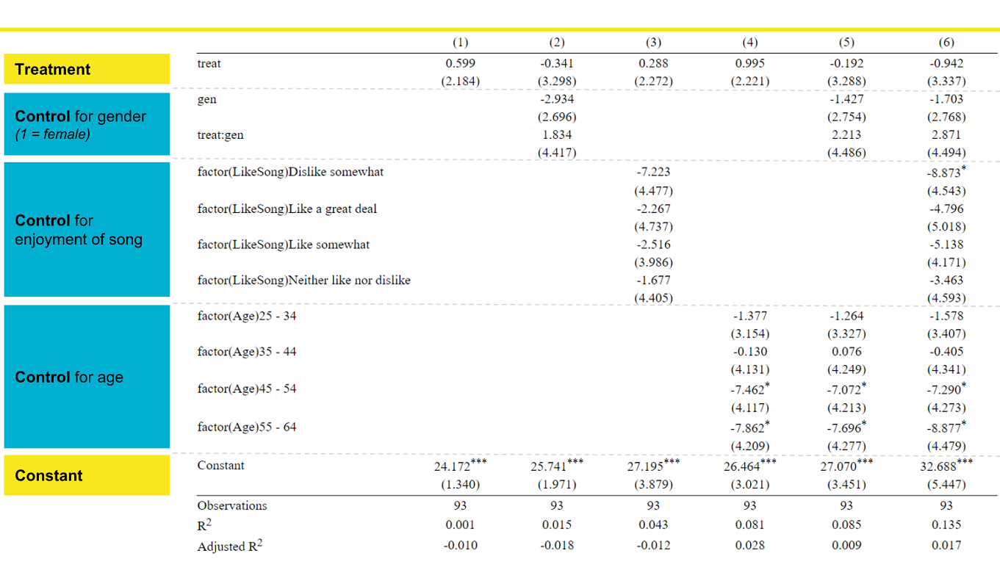 (1) (2) (3) (4) (5) (6)
Treatment
treat 0.599 -0.341 0.288 0.995 -0.192 -0.942
(2.184) (3.298) (2.272) (2.221) (3.288) (3.337)
Control for gender
(1 = female)
gen -2.934 -1.427 -1.703
(2.696) (2.754) (2.768)
treat:gen 1.834 2.213 2.871
(4.417) (4.486) (4.494)
Control for
enjoyment of song
factor(LikeSong)Dislike somewhat -7.223 -8.873*
(4.477) (4.543)
factor(LikeSong)Like a great deal -2.267 -4.796
(4.737) (5.018)
factor(LikeSong)Like somewhat -2.516 -5.138
(3.986) (4.171)
factor(LikeSong)Neither like nor dislike -1.677 -3.463
(4.405) (4.593)
Control for age
factor(Age)25 - 34 -1.377 -1.264 -1.578
(3.154) (3.327) (3.407)
factor(Age)35 - 44 -0.130 0.076 -0.405
(4.131) (4.249) (4.341)
factor(Age)45 - 54 -7.462* -7.072* -7.290*
(4.117) (4.213) (4.273)
factor(Age)55 - 64 -7.862* -7.696* -8.877*
(4.209) (4.277) (4.479)
Constant
Constant 24.172*** 25.741*** 27.195*** 26.464*** 27.070*** 32.688***
(1.340) (1.971) (3.879) (3.021) (3.451) (5.447)
Observations 93 93 93 93 93 93
R2 0.001 0.015 0.043 0.081 0.085 0.135
Adjusted R2 -0.010 -0.018 -0.012 0.028 0.009 0.017